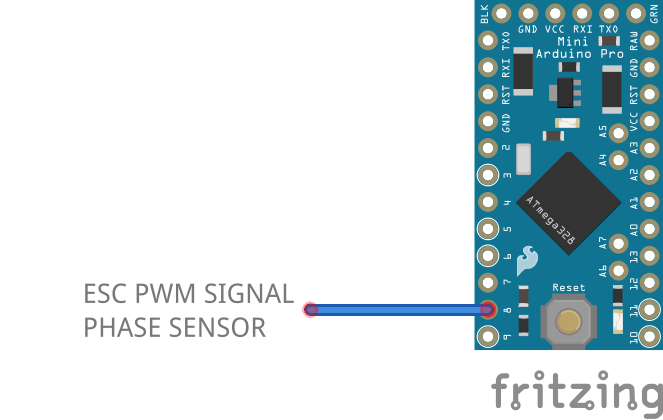 BLK
GND VCC RXI TXO
GRN
Mini
Arduino Pro
TXO
RXI
RST
GND
2
3
4
5
6
7
8
9
RAW
GND
RST
VCC
A3
A2
A1
A0
13
12
11
10
A5
A4
A7
A6
ATmega328
Reset
ESC PWM SIGNAL
PHASE SENSOR
fritzing